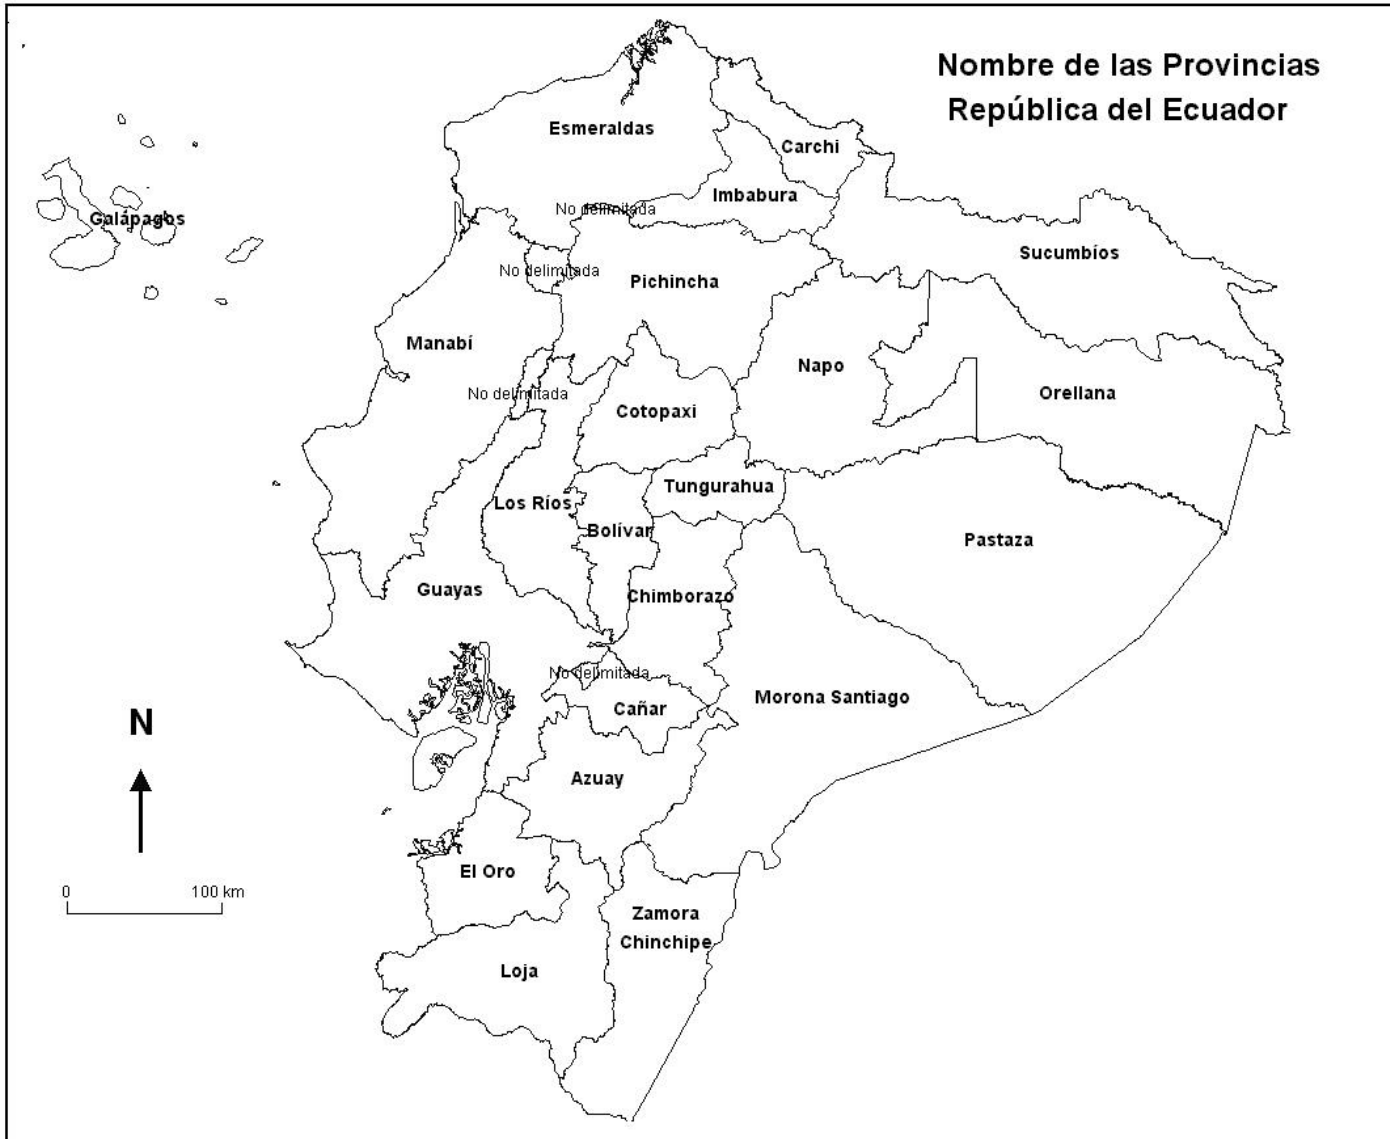 Nombre de las Provincias
República del Ecuador
Esmeraldas
Carchi
Imbabura
No delimitada
Galápagos
Sucumbíos
No delimitada
Pichincha
Manabí
Napo
No delimitada
Orellana
Cotopaxi
Tungurahua
Los Ríos
Bolívar
Pastaza
Guayas
Chimborazo
No delimitada
Morona Santiago
Cañar
N
Azuay
El Oro
0 100 km
Zamora
Chinchipe
Loja